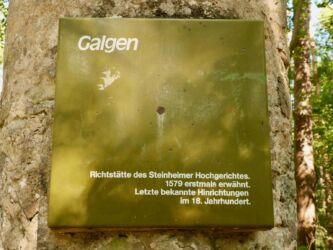 Galgen
Richtstätte des Steinheimer Hochgerichtes.
1579 erstmals erwähnt.
Letzte bekannte Hinrichtungen
im 18. Jahrhundert.